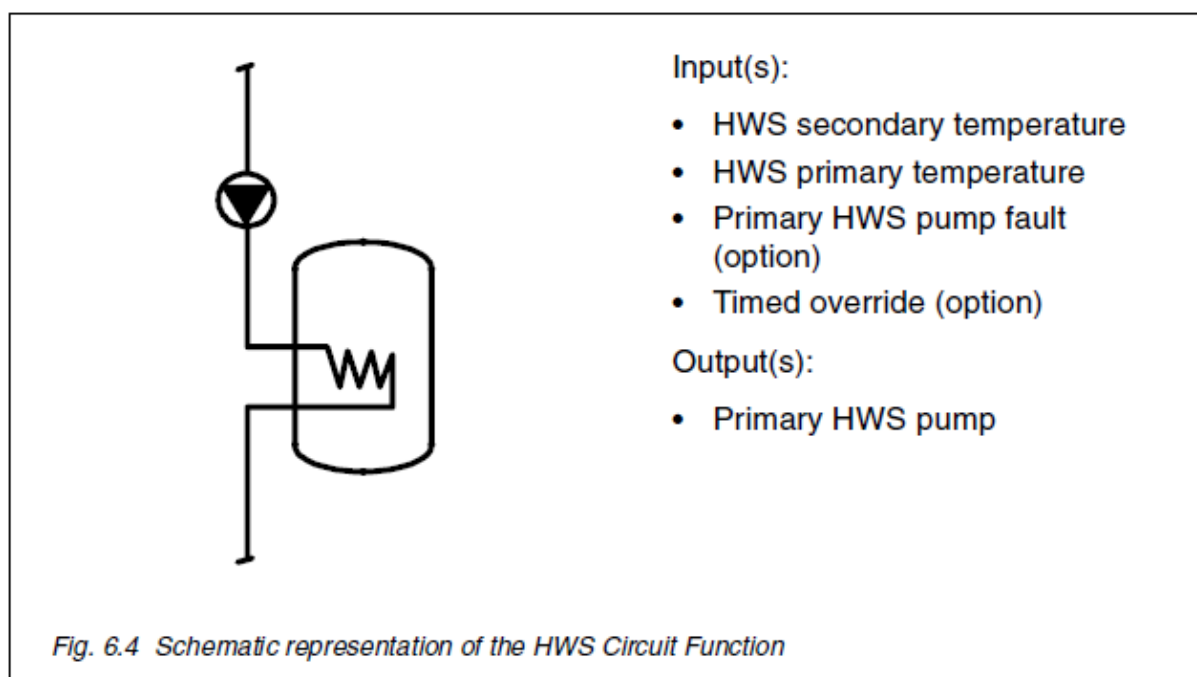 Input(s):
• HWS secondary temperature
• HWS primary temperature
• Primary HWS pump fault
(option)
• Timed override (option)
Output(s):
• Primary HWS pump
Fig. 6.4 Schematic representation of the HWS Circuit Function